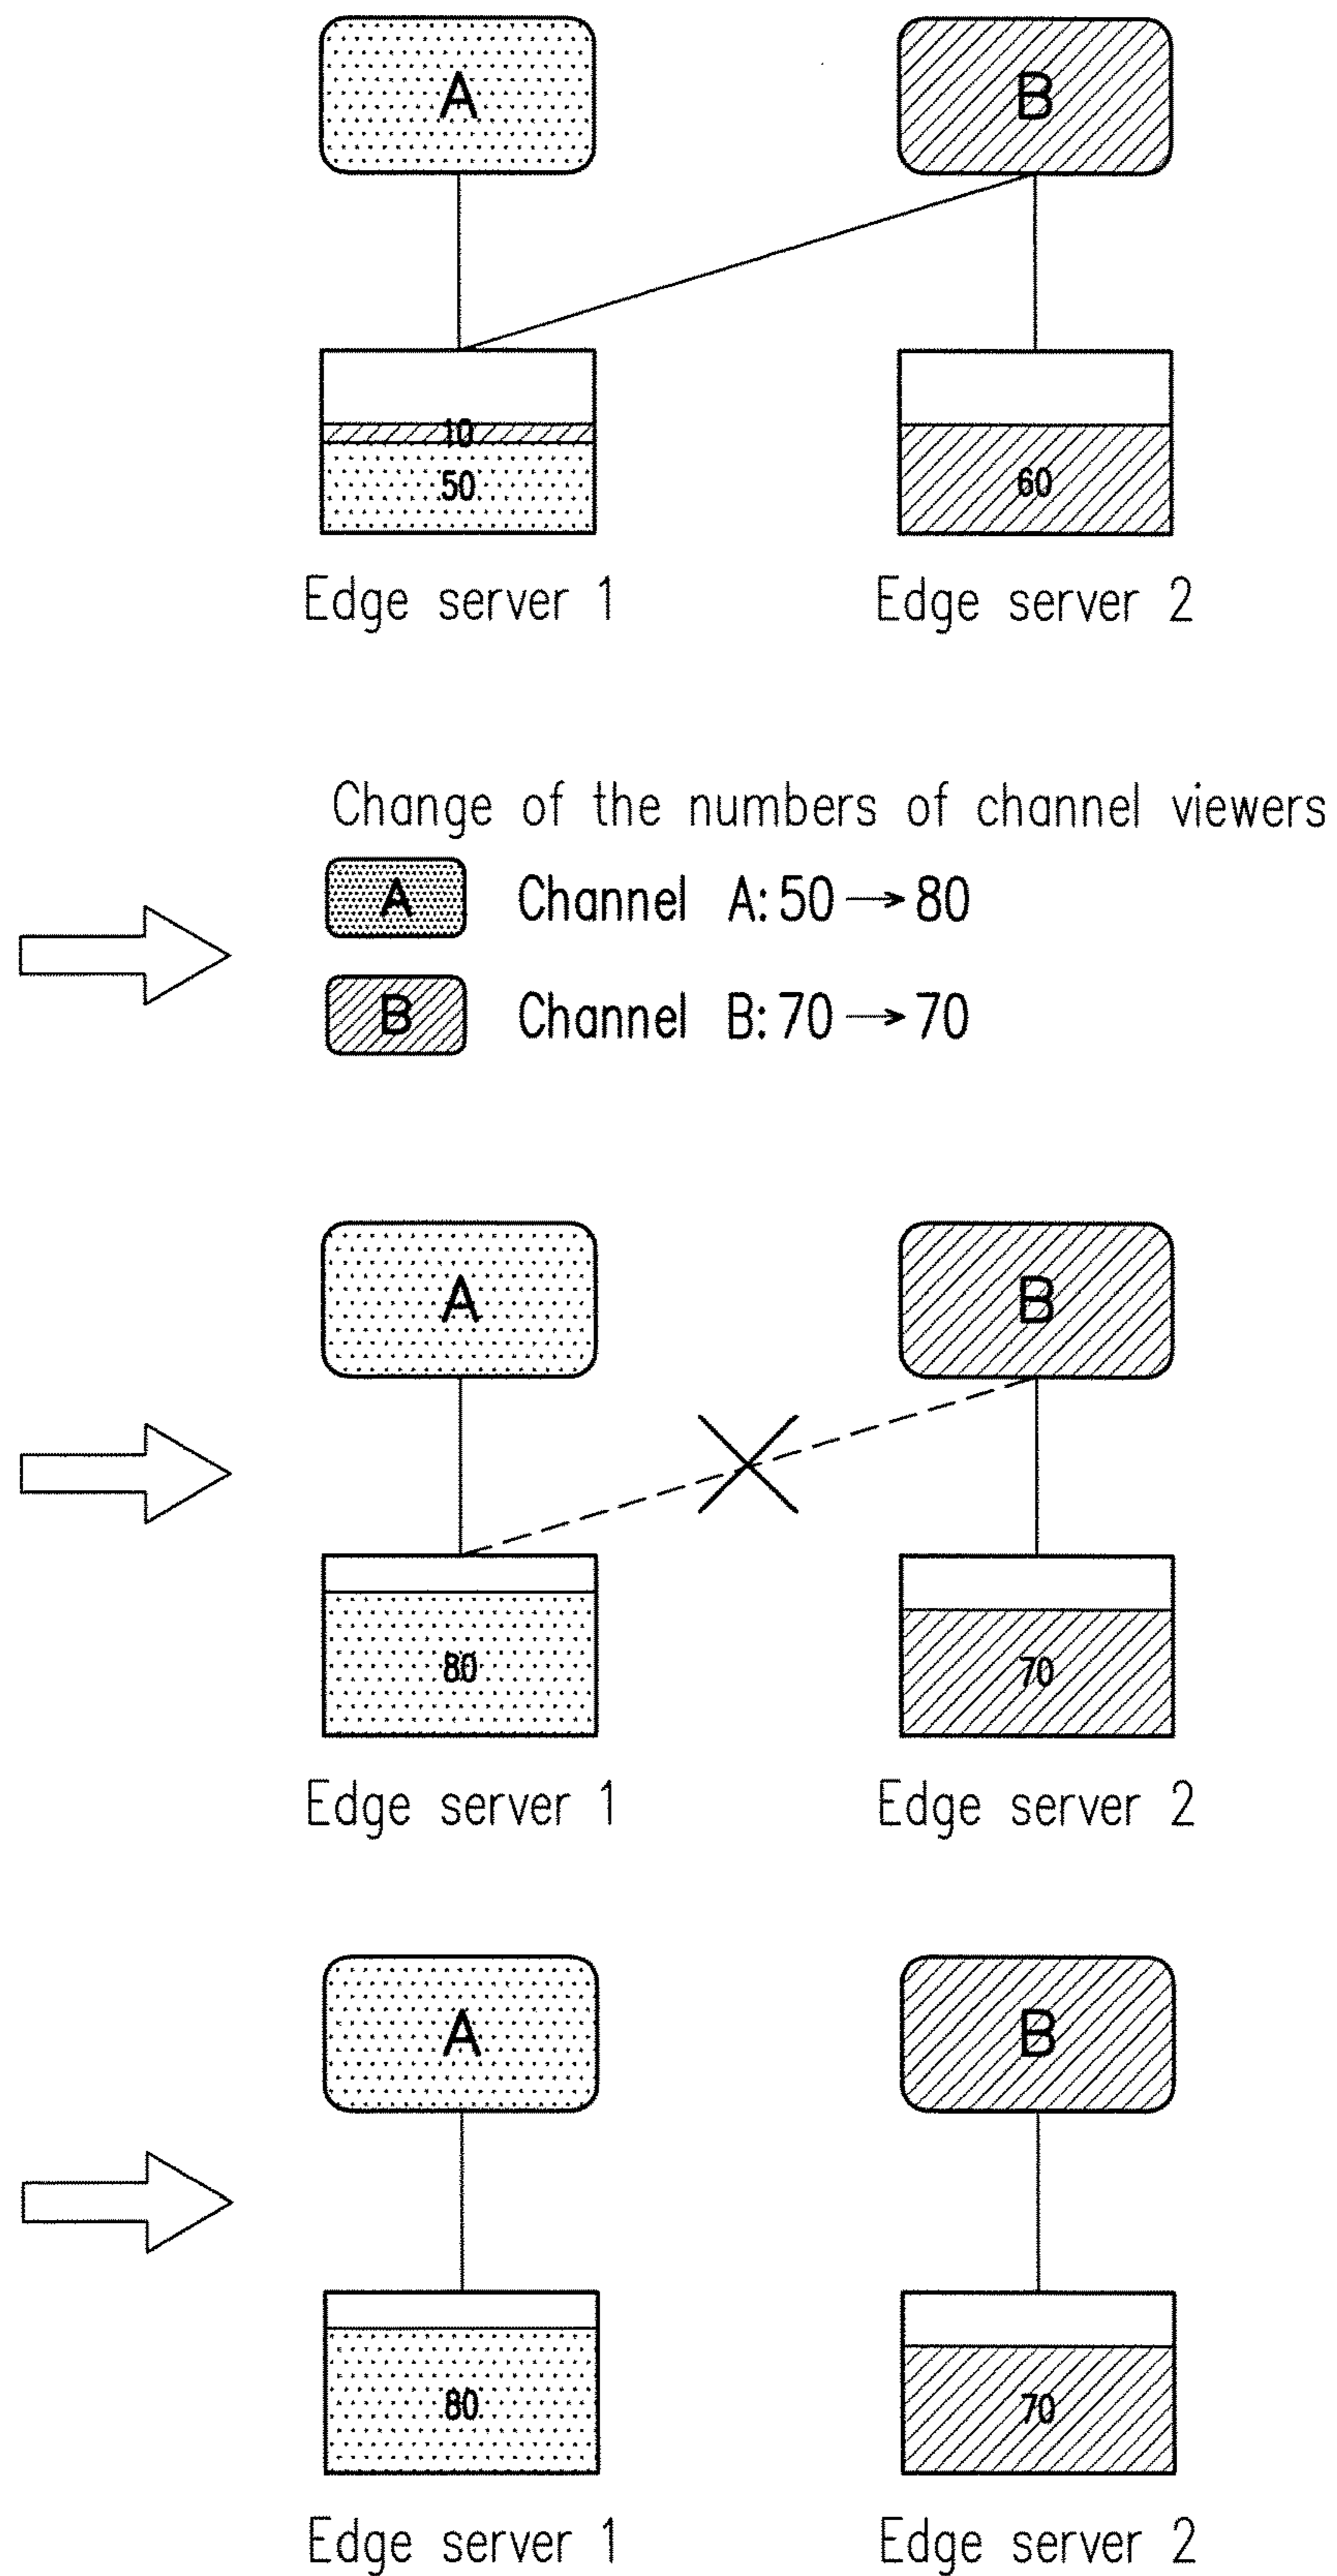 A B
10
50 60
Edge server 1 Edge server 2
Change of the numbers of channel viewers
A Channel A: 50 → 80
B Channel B: 70 → 70
A B
80 70
Edge server 1 Edge server 2
A B
80 70
Edge server 1 Edge server 2